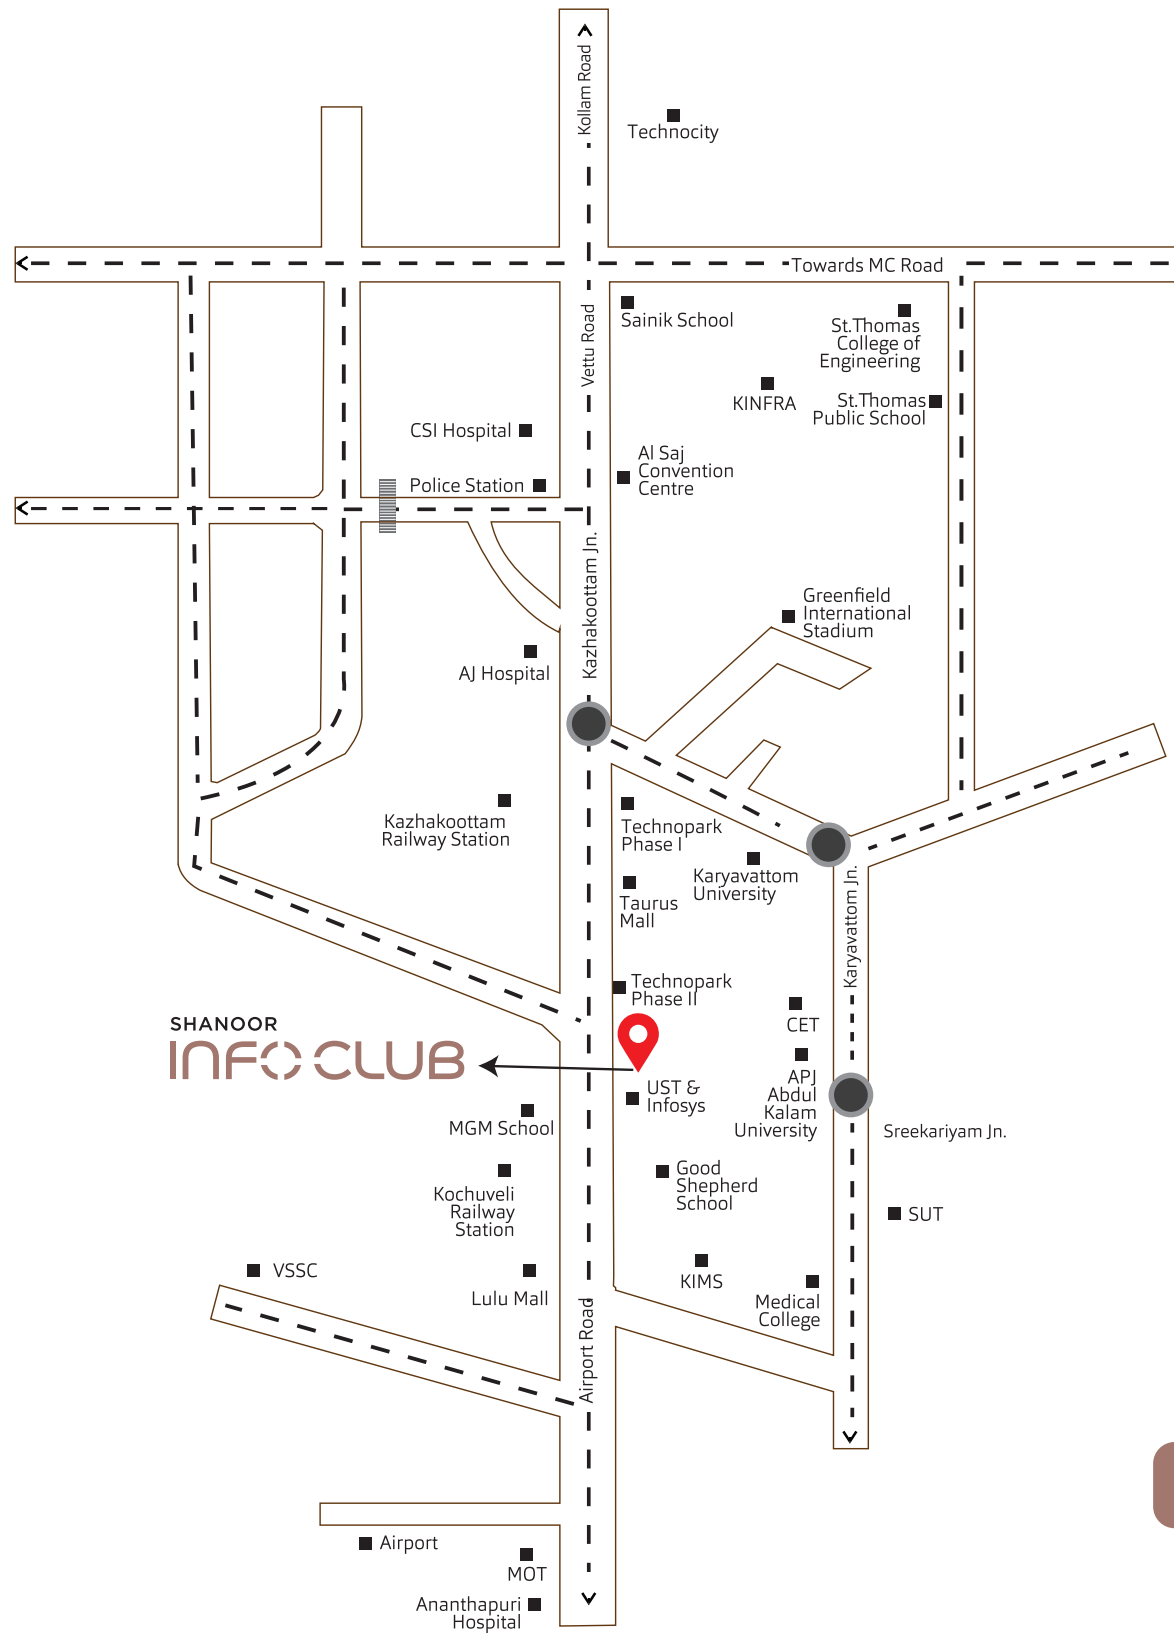 Kollam Road
Technocity
Towards MC Road
Vettu Road
Sainik School
St.Thomas
College of
Engineering
KINFRA
St.Thomas
Public School
CSI Hospital
Al Saj
Convention
Centre
Police Station
Kazhakoottam Jn.
Greenfield
International
Stadium
AJ Hospital
Kazhakoottam
Railway Station
Technopark
Phase I
Karyavattom
University
Karyavattom Jn.
Taurus
Mall
Technopark
Phase II
CET
SHANOOR
INFO CLUB
UST &
Infosys
APJ
Abdul
Kalam
University
MGM School
Sreekariyam Jn.
Good
Shepherd
School
Kochuveli
Railway
Station
SUT
VSSC
Lulu Mall
KIMS
Medical
College
Airport Road
Airport
MOT
Ananthapuri
Hospital